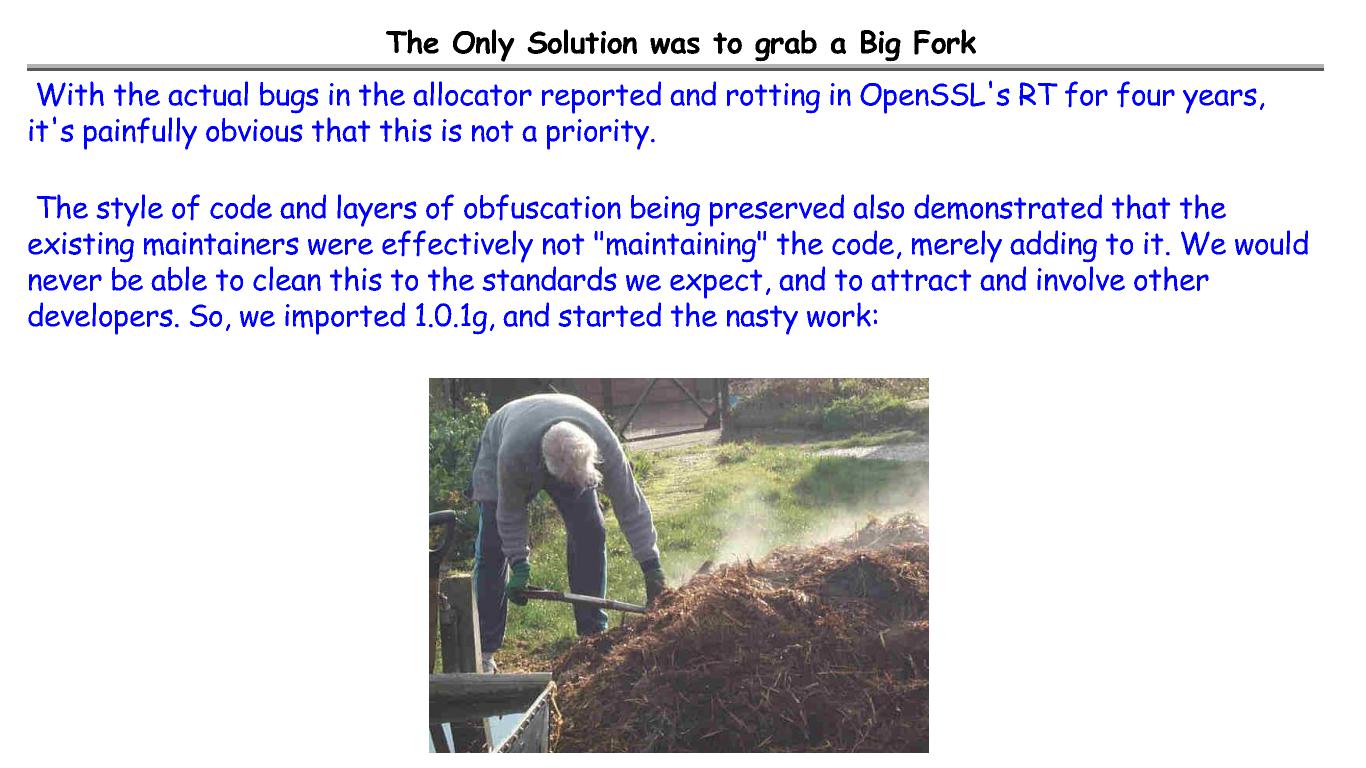 The Only Solution was to grab a Big Fork
With the actual bugs in the allocator reported and rotting in OpenSSL's RT for four years,
it's painfully obvious that this is not a priority.
The style of code and layers of obfuscation being preserved also demonstrated that the
existing maintainers were effectively not "maintaining" the code, merely adding to it. We would
never be able to clean this to the standards we expect, and to attract and involve other
developers. So, we imported 1.0.1g, and started the nasty work: